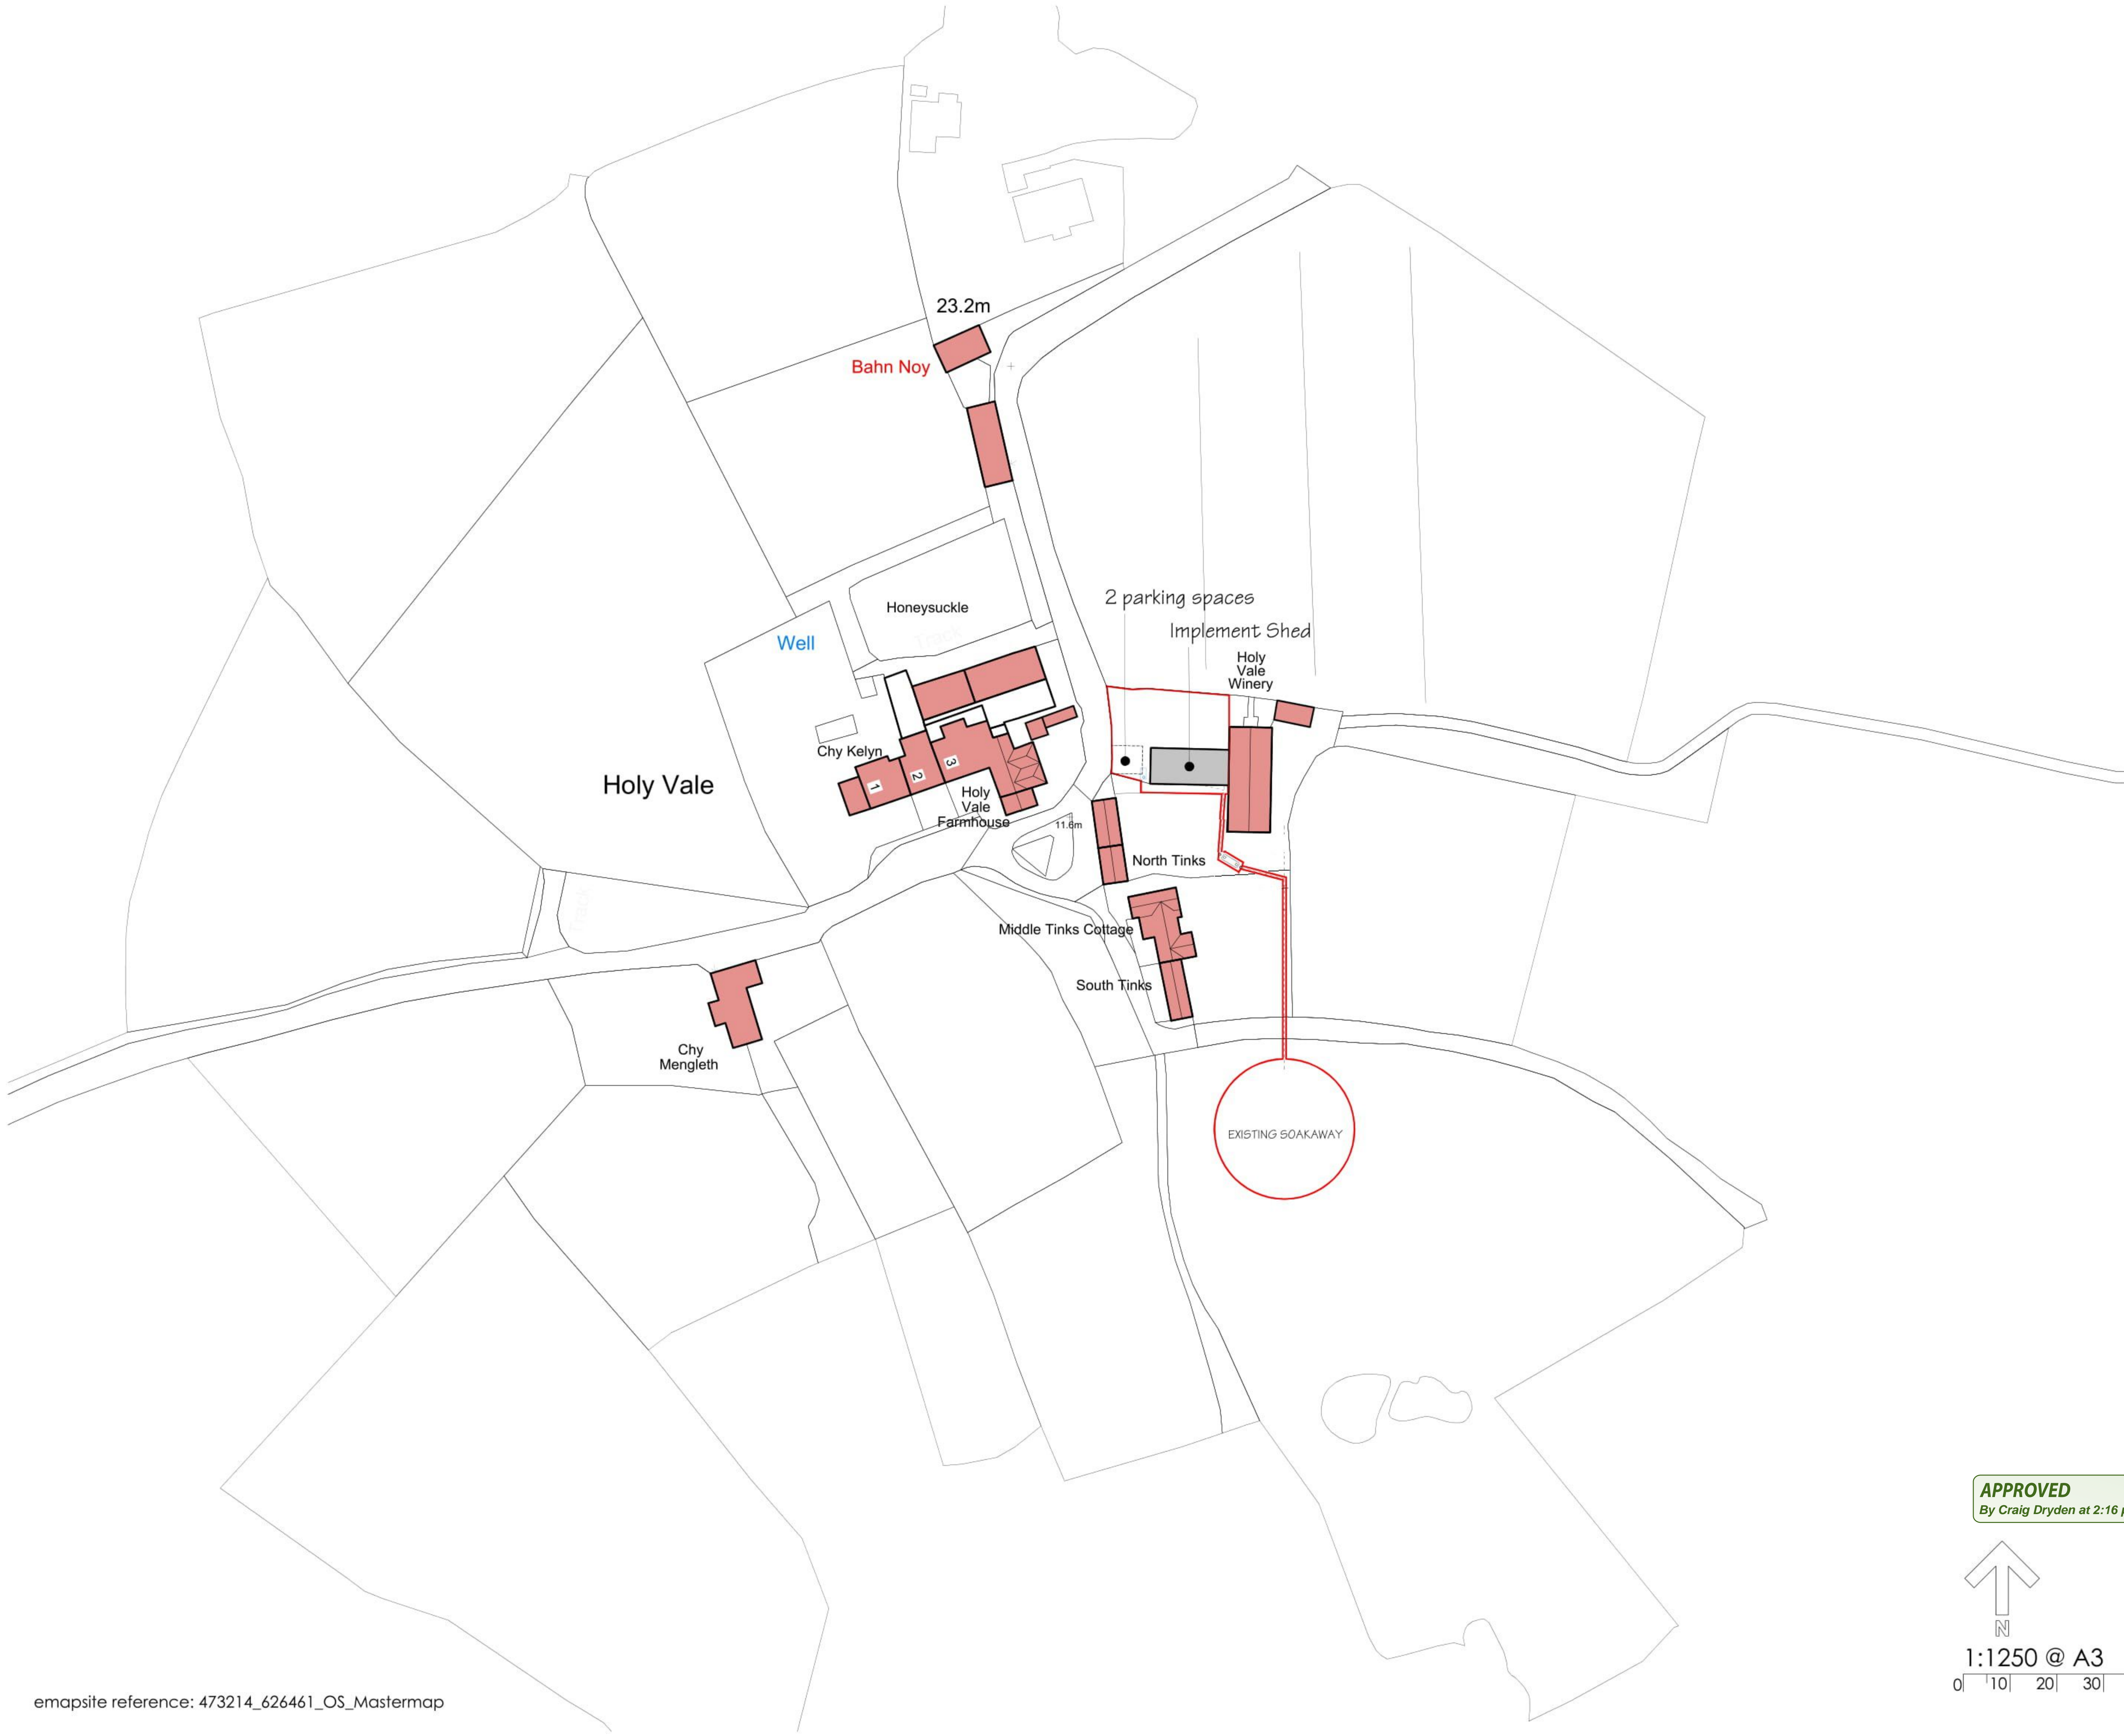 23.2m
Bahn Noy
2 parking spaces
Honeysuckle
Track
Implement Shed
Well
Holy
Vale
Winery
Chy Kelyn
3
2
1
Holy Vale
Holy
Vale
Farmhouse
11.6m
North Tinks
Track
Middle Tinks Cottage
South Tinks
Chy
Mengleth
EXISTING SOAKAWAY
APPROVED
By Craig Dryden at 2:16
N
1:1250 @ A3
0 10 20 30
emapsite reference: 473214_626461_OS_Mastermap